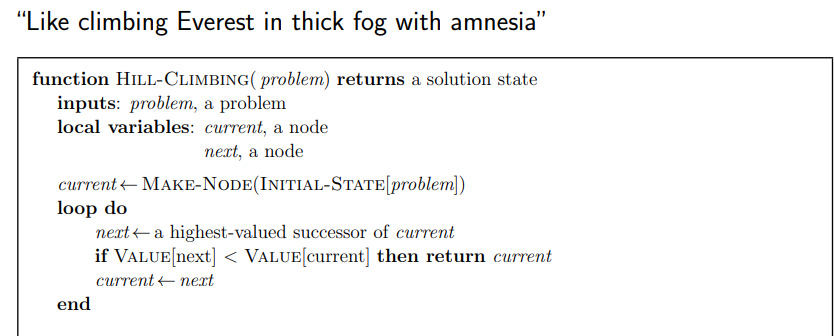 “Like climbing Everest in thick fog with amnesia”
function HILL-CLIMBING( problem) returns a solution state
inputs: problem, a problem
local variables: current, a node
next, a node
current ← MAKE-NODE(INITIAL-STATE[problem])
loop do
next ← a highest-valued successor of current
if VALUE[next] < VALUE[current] then return current
current ← next
end